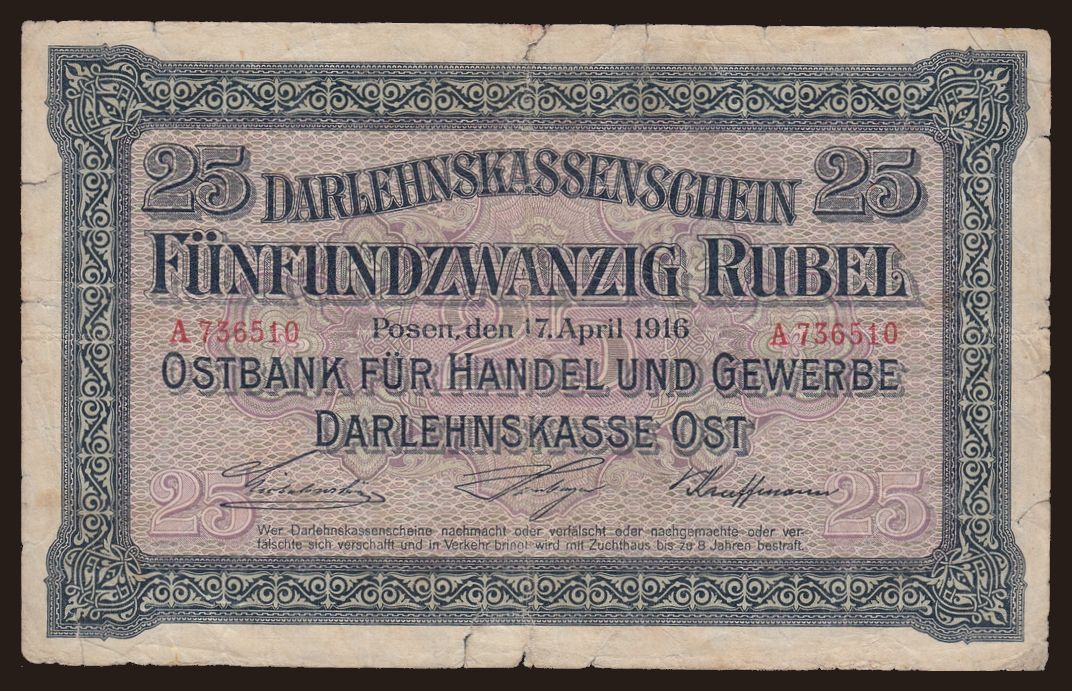 25 DARLEHNSKASSENSCHEIN 25
FÜNFUNDZWANZIG RUBEL
A 736510 Posen, den 17. April 1916 A 736510
OSTBANK FÜR HANDEL UND GEWERBE
DARLEHNSKASSE OST
25 25
Wer Darlehnskassenscheine nachmacht oder verfälscht oder nachgemachte oder ver-
fälschte sich verschafft und in Verkehr bringt wird mit Zuchthaus bis zu 8 Jahren bestraft.